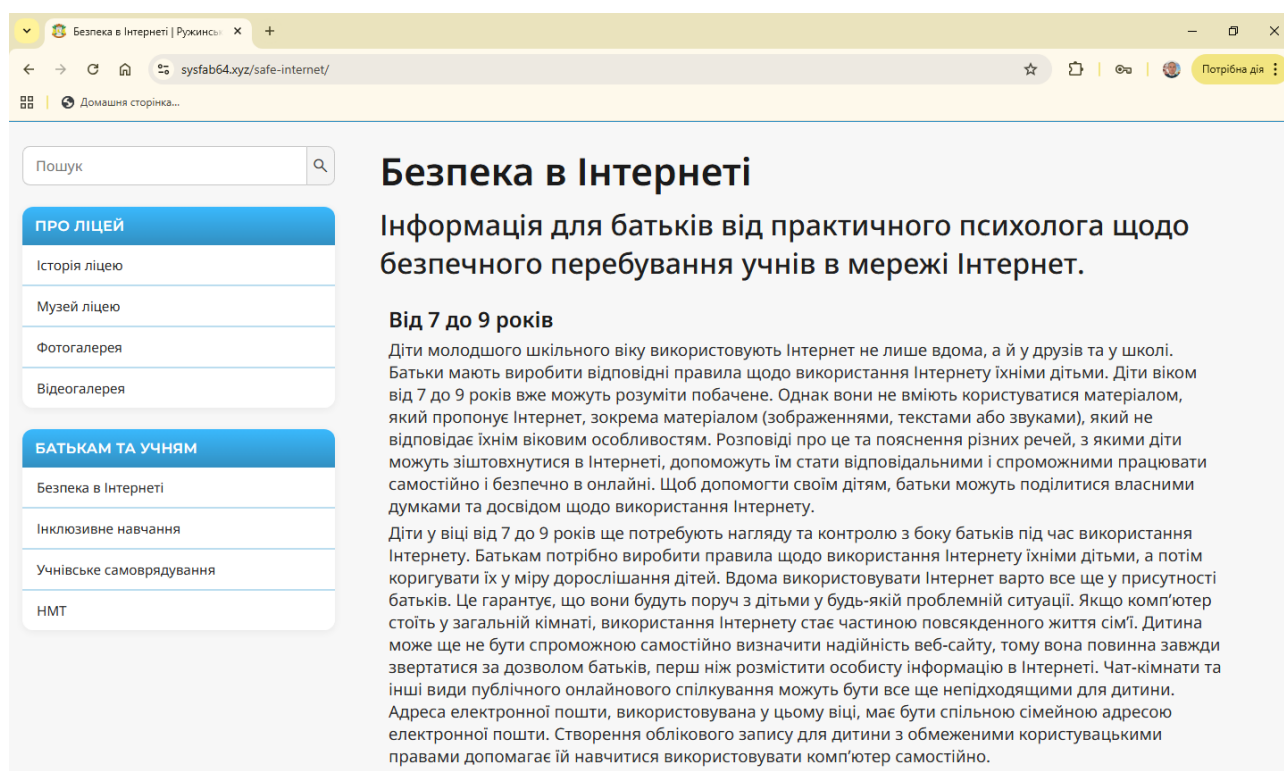 Безпека в Інтернеті | Ружинськ
sysfab64.xyz/safe-internet/
Потрібна дія
Домашня сторінка...
Пошук
ПРО ЛІЦЕЙ
Історія ліцею
Музей ліцею
Фотогалерея
Відеогалерея
БАТЬКАМ ТА УЧНЯМ
Безпека в Інтернеті
Інклюзивне навчання
Учнівське самоврядування
НМТ
Безпека в Інтернеті
Інформація для батьків від практичного психолога щодо
безпечного перебування учнів в мережі Інтернет.
Від 7 до 9 років
Діти молодшого шкільного віку використовують Інтернет не лише вдома, а й у друзів та у школі.
Батьки мають виробити відповідні правила щодо використання Інтернету їхніми дітьми. Діти віком
від 7 до 9 років вже можуть розуміти побачене. Однак вони не вміють користуватися матеріалом,
який пропонує Інтернет, зокрема матеріалом (зображеннями, текстами або звуками), який не
відповідає їхнім віковим особливостям. Розповіді про це та пояснення різних речей, з якими діти
можуть зіштовхнутися в Інтернеті, допоможуть їм стати відповідальними і спроможними працювати
самостійно і безпечно в онлайні. Щоб допомогти своїм дітям, батьки можуть поділитися власними
думками та досвідом щодо використання Інтернету.
Діти у віці від 7 до 9 років ще потребують нагляду та контролю з боку батьків під час використання
Інтернету. Батькам потрібно виробити правила щодо використання Інтернету їхніми дітьми, а потім
коригувати їх у міру дорослішання дітей. Вдома використовувати Інтернет варто все ще у присутності
батьків. Це гарантує, що вони будуть поруч з дітьми у будь-якій проблемній ситуації. Якщо комп’ютер
стоїть у загальній кімнаті, використання Інтернету стає частиною повсякденного життя сім’ї. Дитина
може ще не бути спроможною самостійно визначити надійність веб-сайту, тому вона повинна завжди
звертатися за дозволом батьків, перш ніж розмістити особисту інформацію в Інтернеті. Чат-кімнати та
інші види публічного онлайнового спілкування можуть бути все ще непідходящими для дитини.
Адреса електронної пошти, використовувана у цьому віці, має бути спільною сімейною адресою
електронної пошти. Створення облікового запису для дитини з обмеженими користувацькими
правами допомагає їй навчитися використовувати комп’ютер самостійно.